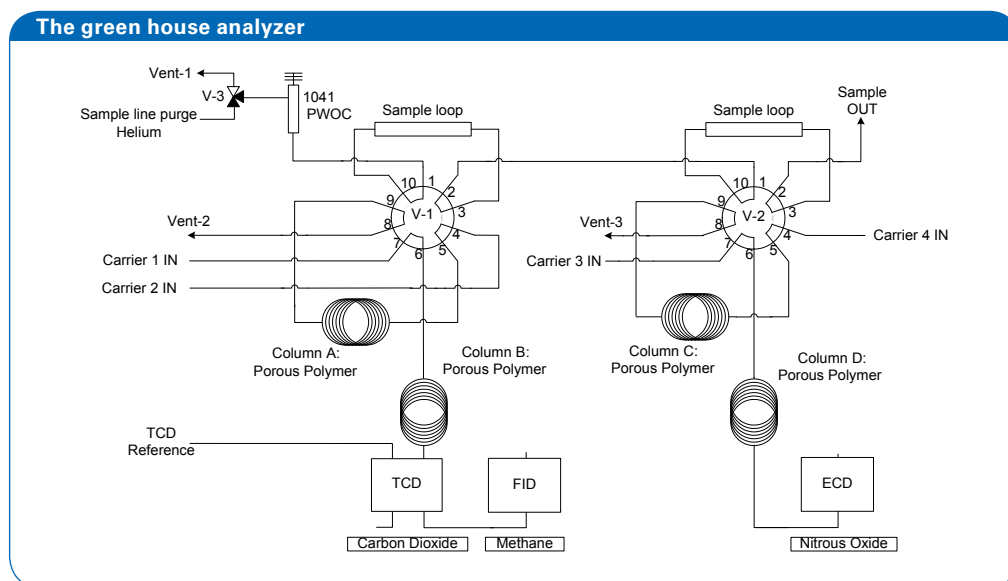 The green house analyzer
Vent-1
V-3
1041
PWOC
Sample line purge
Helium
Sample loop
Sample loop
Sample
OUT
10
1
2
3
4
5
6
7
8
9
V-1
10
1
2
3
4
5
6
7
8
9
V-2
Vent-2
Carrier 1 IN
Carrier 2 IN
Vent-3
Carrier 3 IN
Carrier 4 IN
Column A:
Porous Polymer
Column B:
Porous Polymer
Column C:
Porous Polymer
Column D:
Porous Polymer
TCD
Reference
TCD
FID
ECD
Carbon Dioxide
Methane
Nitrous Oxide